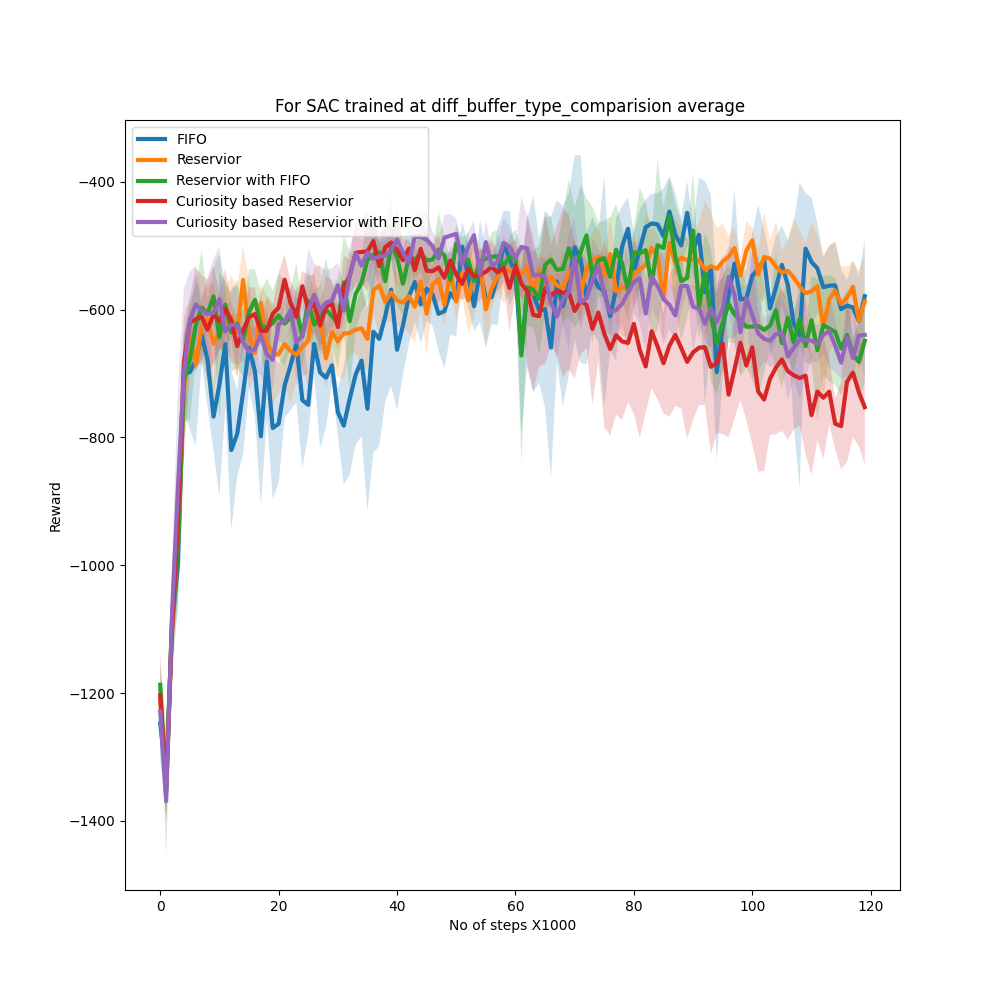 For SAC trained at diff_buffer_type_comparision average
FIFO
Reservior
Reservior with FIFO
Curiosity based Reservior
Curiosity based Reservior with FIFO
−400
−600
−800
−1000
−1200
−1400
Reward
0 20 40 60 80 100 120
No of steps X1000